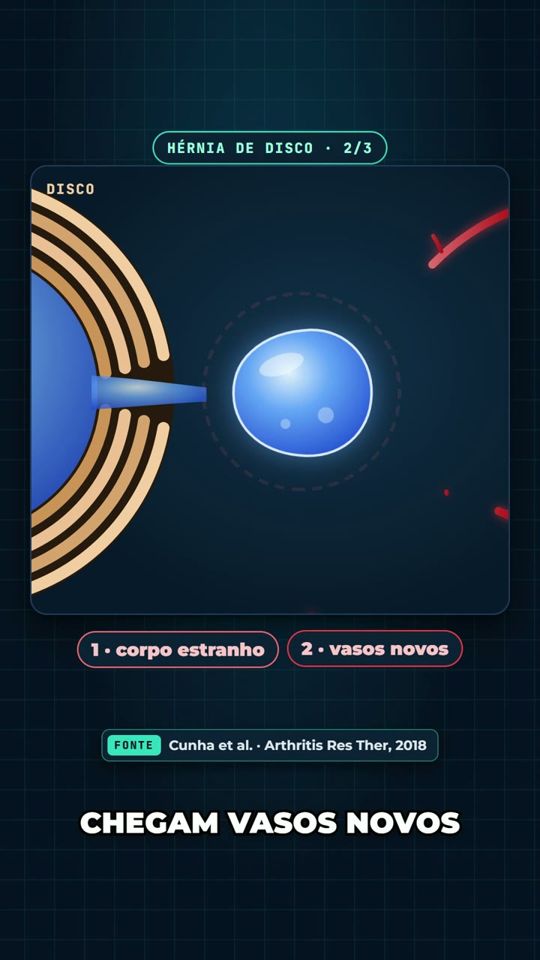 HÉRNIA DE DISCO · 2/3
DISCO
1 · corpo estranho
2 · vasos novos
FONTE Cunha et al. · Arthritis Res Ther, 2018
CHEGAM VASOS NOVOS